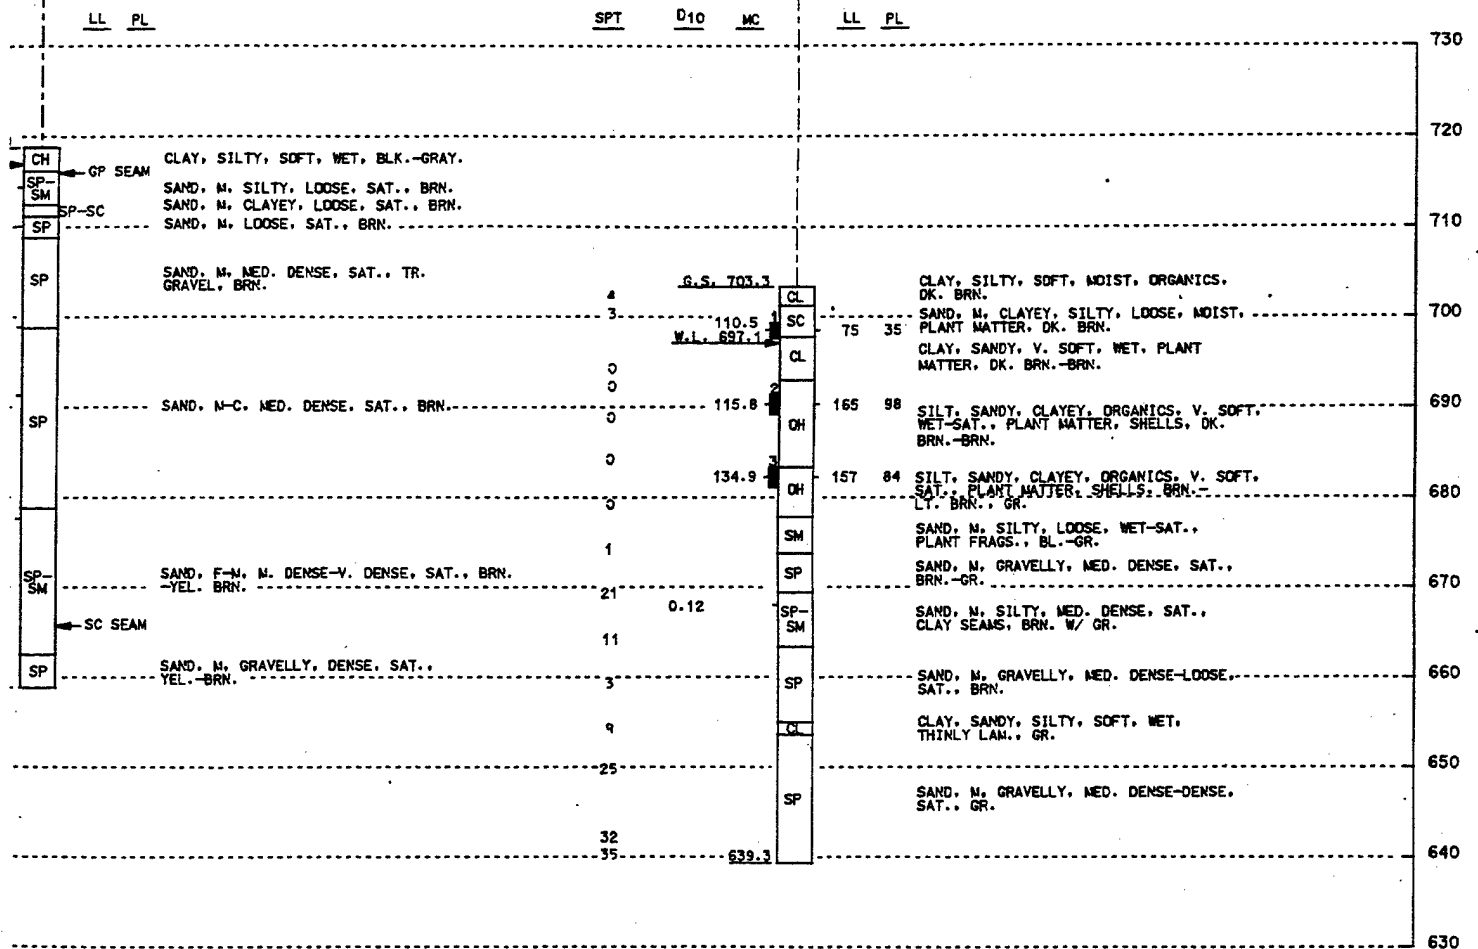 LL PL SPT D10 MC LL PL
730
720
CH CLAY, SILTY, SOFT, WET, BLK.-GRAY.
GP SEAM
SP-SM SAND, M, SILTY, LOOSE, SAT., BRN.
SP-SC SAND, M, CLAYEY, LOOSE, SAT., BRN.
SP SAND, M, LOOSE, SAT., BRN.
710
SP SAND, M, MED. DENSE, SAT., TR.
GRAVEL, BRN.
SP SAND, M-C, MED. DENSE, SAT., BRN.
SP-SM SAND, F-M, M. DENSE-V. DENSE, SAT., BRN.
-YEL. BRN.
SC SEAM
SP SAND, M, GRAVELLY, DENSE, SAT.,
YEL.-BRN.
4
3
0
0
0
0
0
1
21
11
3
9
25
32
35
G.S. 703.3
CL CLAY, SILTY, SOFT, MOIST, ORGANICS,
DK. BRN.
700
110.5 1 SC 75 35 SAND, M, CLAYEY, SILTY, LOOSE, MOIST,
PLANT MATTER, DK. BRN.
W.L. 697.1
CL CLAY, SANDY, V. SOFT, WET, PLANT
MATTER, DK. BRN.-BRN.
690
115.8 2 OH 165 98 SILT, SANDY, CLAYEY, ORGANICS, V. SOFT,
WET-SAT., PLANT MATTER, SHELLS, DK.
BRN.-BRN.
134.9 3 OH 157 84 SILT, SANDY, CLAYEY, ORGANICS, V. SOFT,
SAT., PLANT MATTER, SHELLS, BRN.-
LT. BRN., GR.
680
SM SAND, M, SILTY, LOOSE, WET-SAT.,
PLANT FRAGS., BL.-GR.
SP SAND, M, GRAVELLY, MED. DENSE, SAT.,
BRN.-GR.
670
0.12 SP-SM SAND, M, SILTY, MED. DENSE, SAT.,
CLAY SEAMS, BRN. W/ GR.
660
SP SAND, M, GRAVELLY, MED. DENSE-LOOSE,
SAT., BRN.
CL CLAY, SANDY, SILTY, SOFT, WET,
THINLY LAM., GR.
650
SP SAND, M, GRAVELLY, MED. DENSE-DENSE,
SAT., GR.
639.3
640
630